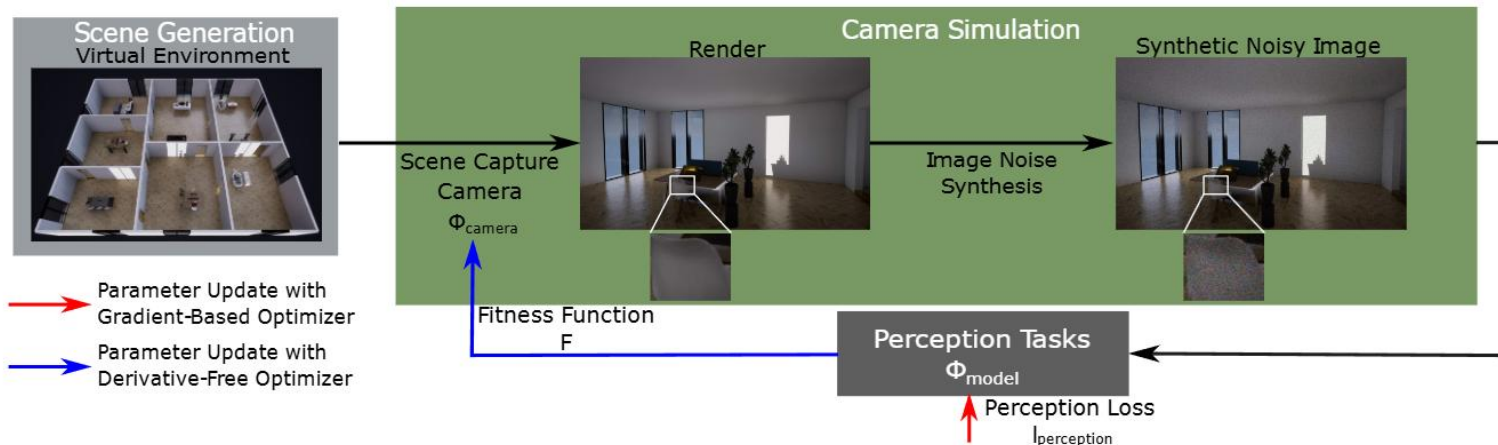 Scene Generation
Virtual Environment
Camera Simulation
Render
Synthetic Noisy Image
Scene Capture
Camera
Φcamera
Image Noise
Synthesis
Parameter Update with
Gradient-Based Optimizer
Parameter Update with
Derivative-Free Optimizer
Fitness Function
F
Perception Tasks
Φmodel
Perception Loss
lperception